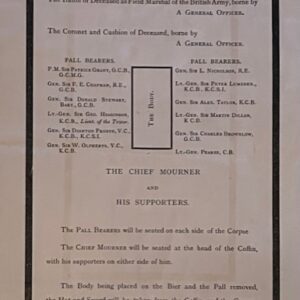 The Baton of Deceased as Field Marshal of the British Army, borne by
A General Officer.
The Coronet and Cushion of Deceased, borne by
A General Officer.
PALL BEARERS.
F.M. Sir Patrick Grant, G.C.B.,
G.C.M.G.
Gen. Sir F. E. Chapman, R.E.,
G.C.B.
Gen. Sir Donald Stewart,
Bart., G.C.B.
Lt.-Gen. Sir Geo. Higginson,
K.C.B., Lieut. of the Tower.
Gen. Sir Dighton Probyn, V.C.,
K.C.B., K.C.S.I.
Gen. Sir W. Olpherts, V.C.,
K.C.B.
The Body.
PALL BEARERS.
Gen. Sir L. Nicholson, R.E.
Lt.-Gen. Sir Peter Lumsden,
K.C.B., K.C.S.I.
Gen. Sir Alex. Taylor, K.C.B.
Lt.-Gen. Sir Martin Dillon,
K.C.B.
Gen. Sir Charles Brownlow,
G.C.B.
Lt.-Gen. Pearse, C.B.
THE CHIEF MOURNER
AND
HIS SUPPORTERS.
The Pall Bearers will be seated on each side of the Corpse
The Chief Mourner will be seated at the head of the Coffin,
with his supporters on either side of him.
The Body being placed on the Bier and the Pall removed,